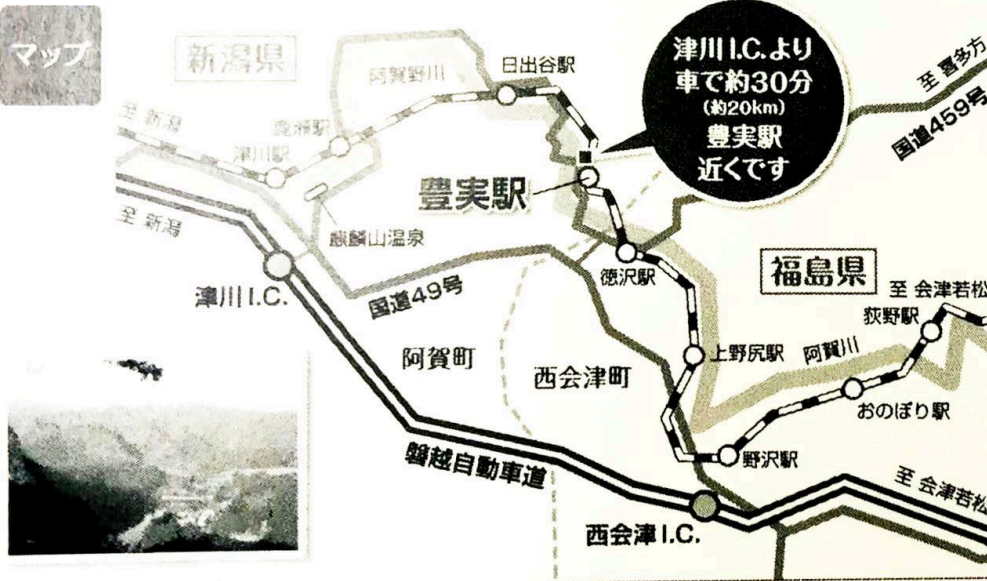 マップ
新潟県
阿賀野川
日出谷駅
津川I.C.より
車で約30分
(約20km)
豊実駅
近くです
至 喜多方
国道459号
至 新潟
鹿瀬駅
津川駅
豊実駅
至 新潟
麒麟山温泉
徳沢駅
福島県
津川I.C.
国道49号
至 会津若松
荻野駅
阿賀町
西会津町
上野尻駅
阿賀川
おのぼり駅
磐越自動車道
野沢駅
至 会津若松
西会津I.C.